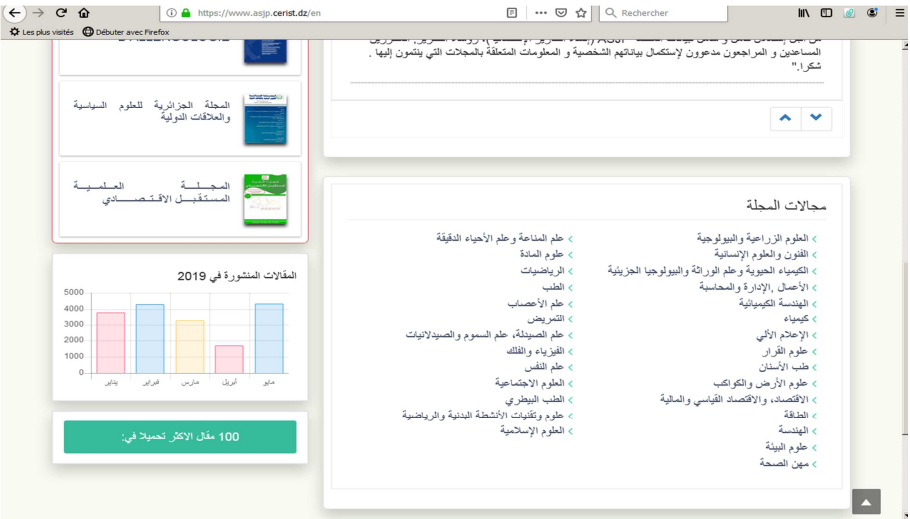 https://www.asjp.cerist.dz/en
Rechercher
Les plus visités
Débuter avec Firefox
المساعدين و المراجعون مدعوون لإستكمال بياناتهم الشخصية و المعلومات المتعلقة بالمجلات التي ينتمون إليها .
شكرا."
المجلة الجزائرية للعلوم السياسية
والعلاقات الدولية
المجلة العلمية
المستقبل الاقتصادي
مجالات المجلة
العلوم الزراعية والبيولوجية
الفنون والعلوم الإنسانية
الكيمياء الحيوية وعلم الوراثة والبيولوجيا الجزيئية
الأعمال ,الإدارة والمحاسبة
الهندسة الكيميائية
كيمياء
الإعلام الألي
علوم القرار
طب الأسنان
علوم الأرض والكواكب
الاقتصاد، والاقتصاد القياسي والمالية
الطاقة
الهندسة
علوم البيئة
مهن الصحة
علم المناعة وعلم الأحياء الدقيقة
علوم المادة
الرياضيات
الطب
علم الأعصاب
التمريض
علم الصيدلة، علم السموم والصيدلانيات
الفيزياء والفلك
علم النفس
العلوم الاجتماعية
الطب البيطري
علوم وتقنيات الأنشطة البدنية والرياضية
العلوم الإسلامية
المقالات المنشورة في 2019
5000
4000
3000
2000
1000
0
يناير
فبراير
مارس
أبريل
مايو
100 مقال الاكثر تحميلا في: